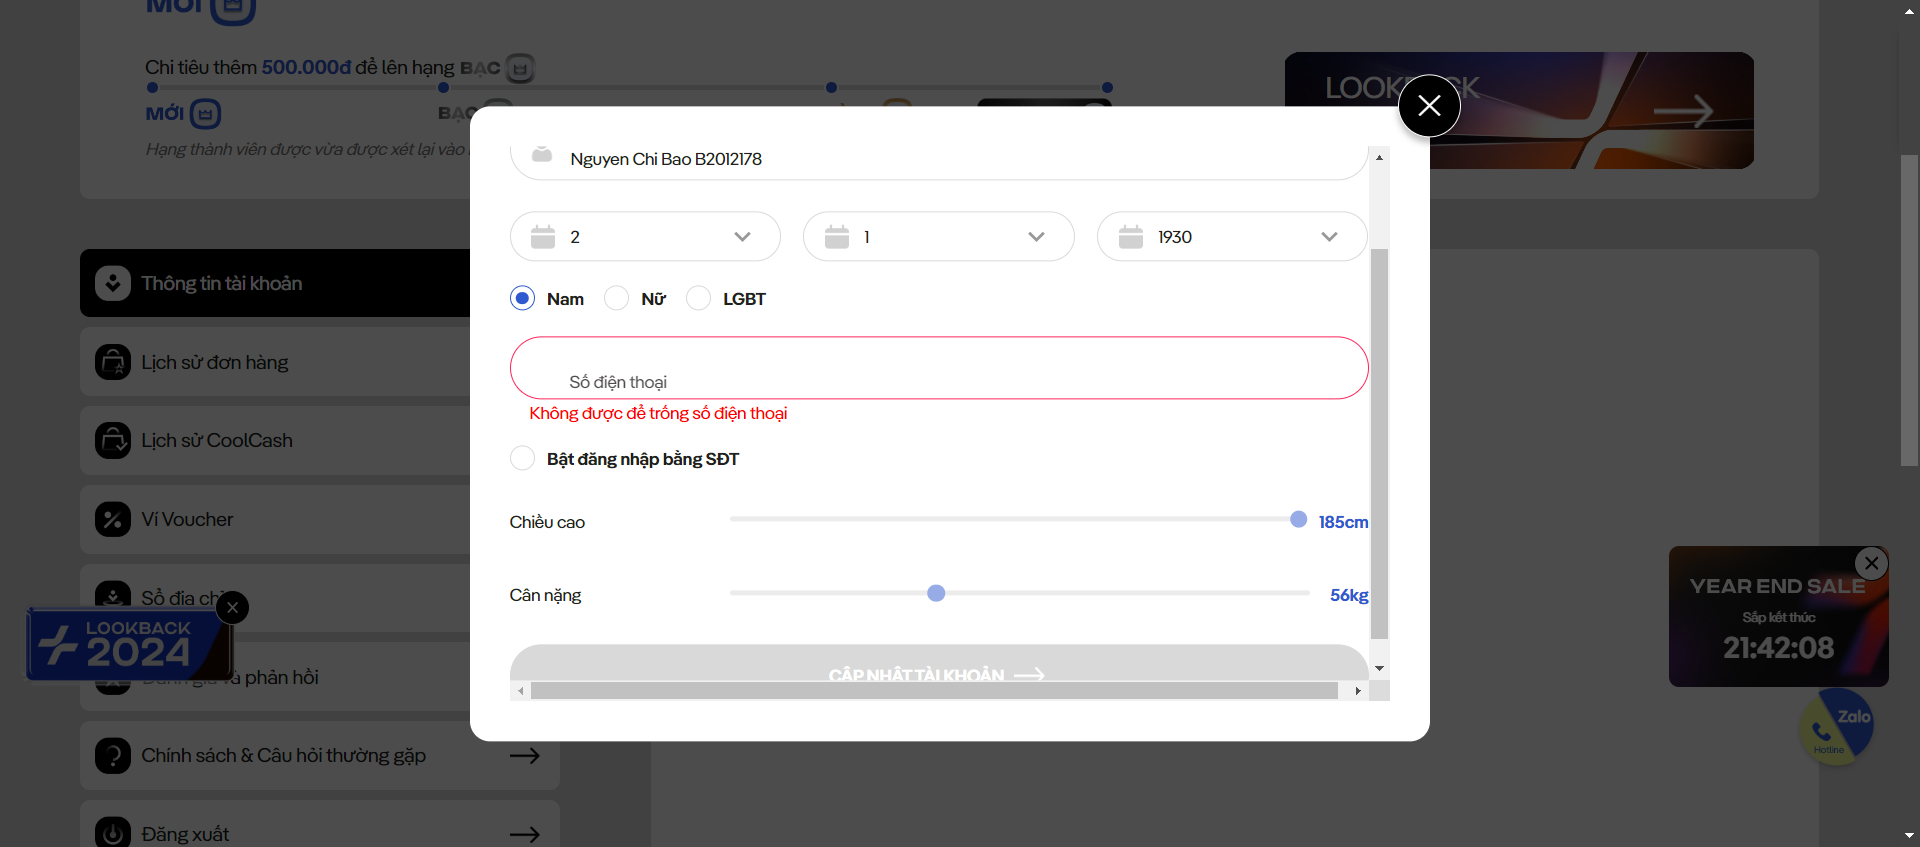 MỚI
Chi tiêu thêm 500.000đ để lên hạng BẠC
MỚI
Hạng thành viên được vừa được xét lại vào
LOOKBACK
Nguyen Chi Bao B2012178
2
1
1930
Nam
Nữ
LGBT
Số điện thoại
Không được để trống số điện thoại
Bật đăng nhập bằng SĐT
Chiều cao
185cm
Cân nặng
56kg
CẬP NHẬT TÀI KHOẢN
Thông tin tài khoản
Lịch sử đơn hàng
Lịch sử CoolCash
Ví Voucher
Sổ địa chỉ
LOOKBACK
2024
Đánh giá và phản hồi
Chính sách & Câu hỏi thường gặp
Đăng xuất
YEAR END SALE
Sắp kết thúc
21:42:08
Zalo
Hotline